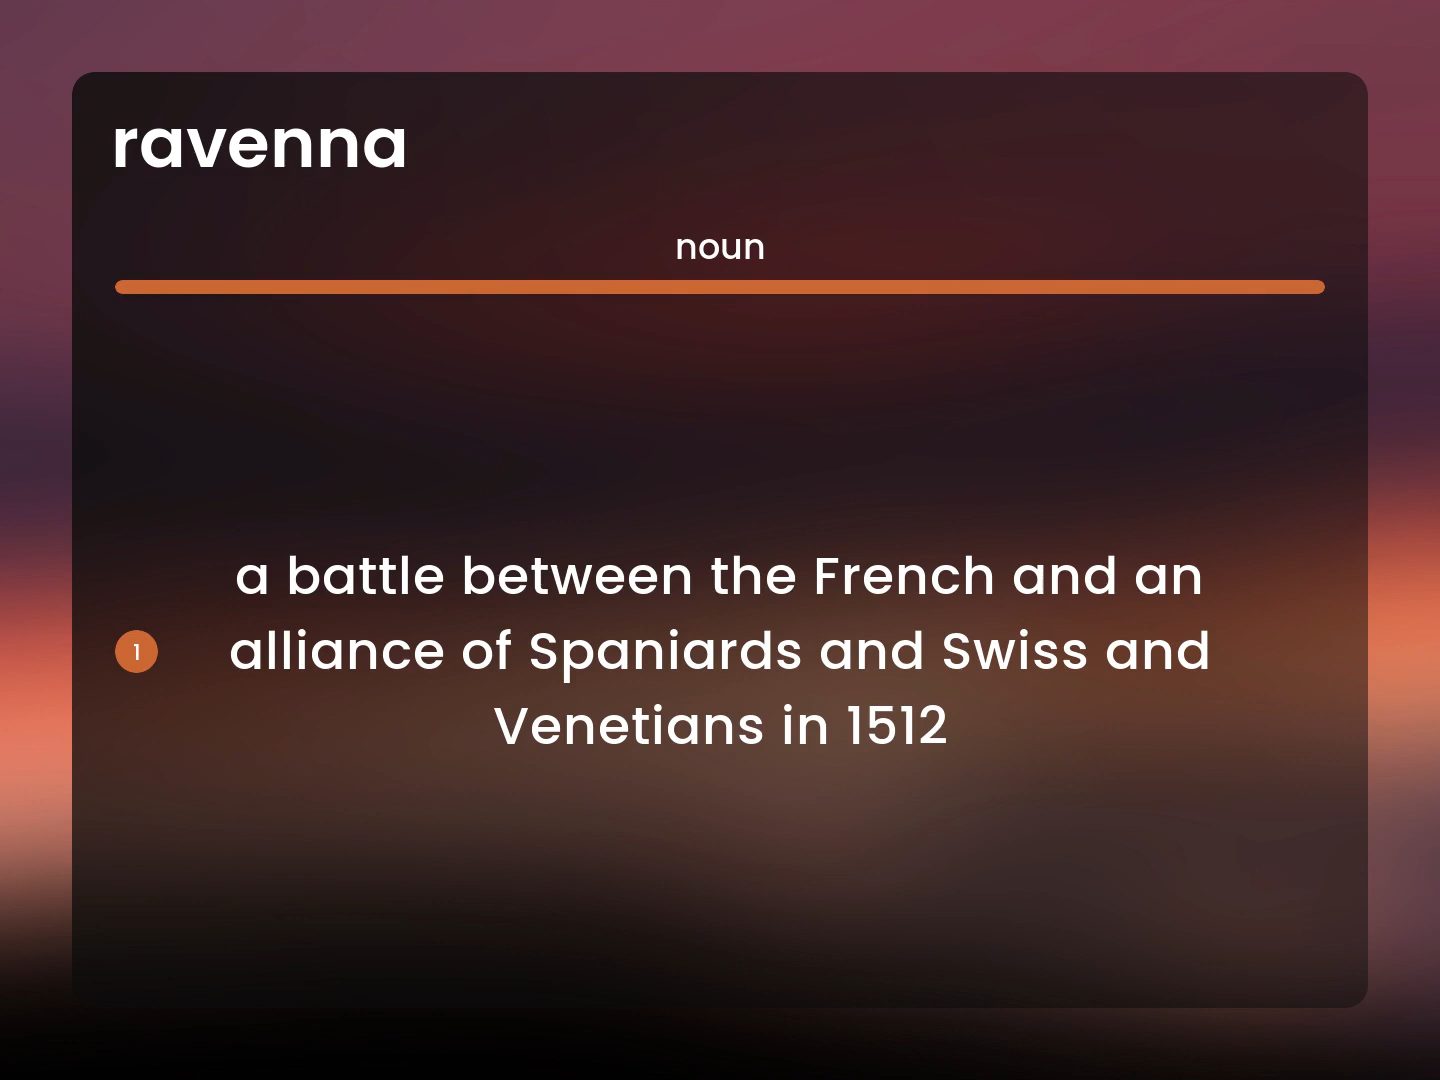 ravenna
noun
a battle between the French and an
1
alliance of Spaniards and Swiss and
Venetians in 1512